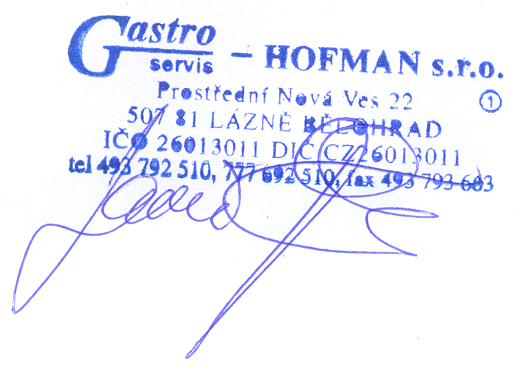 Gastro servis – HOFMAN s.r.o.
Prostřední Nová Ves 22 1
507 81 LÁZNĚ BĚLOHRAD
IČO 26013011 DIČ CZ26013011
tel 493 792 510, 777 692 510, fax 493 793 683